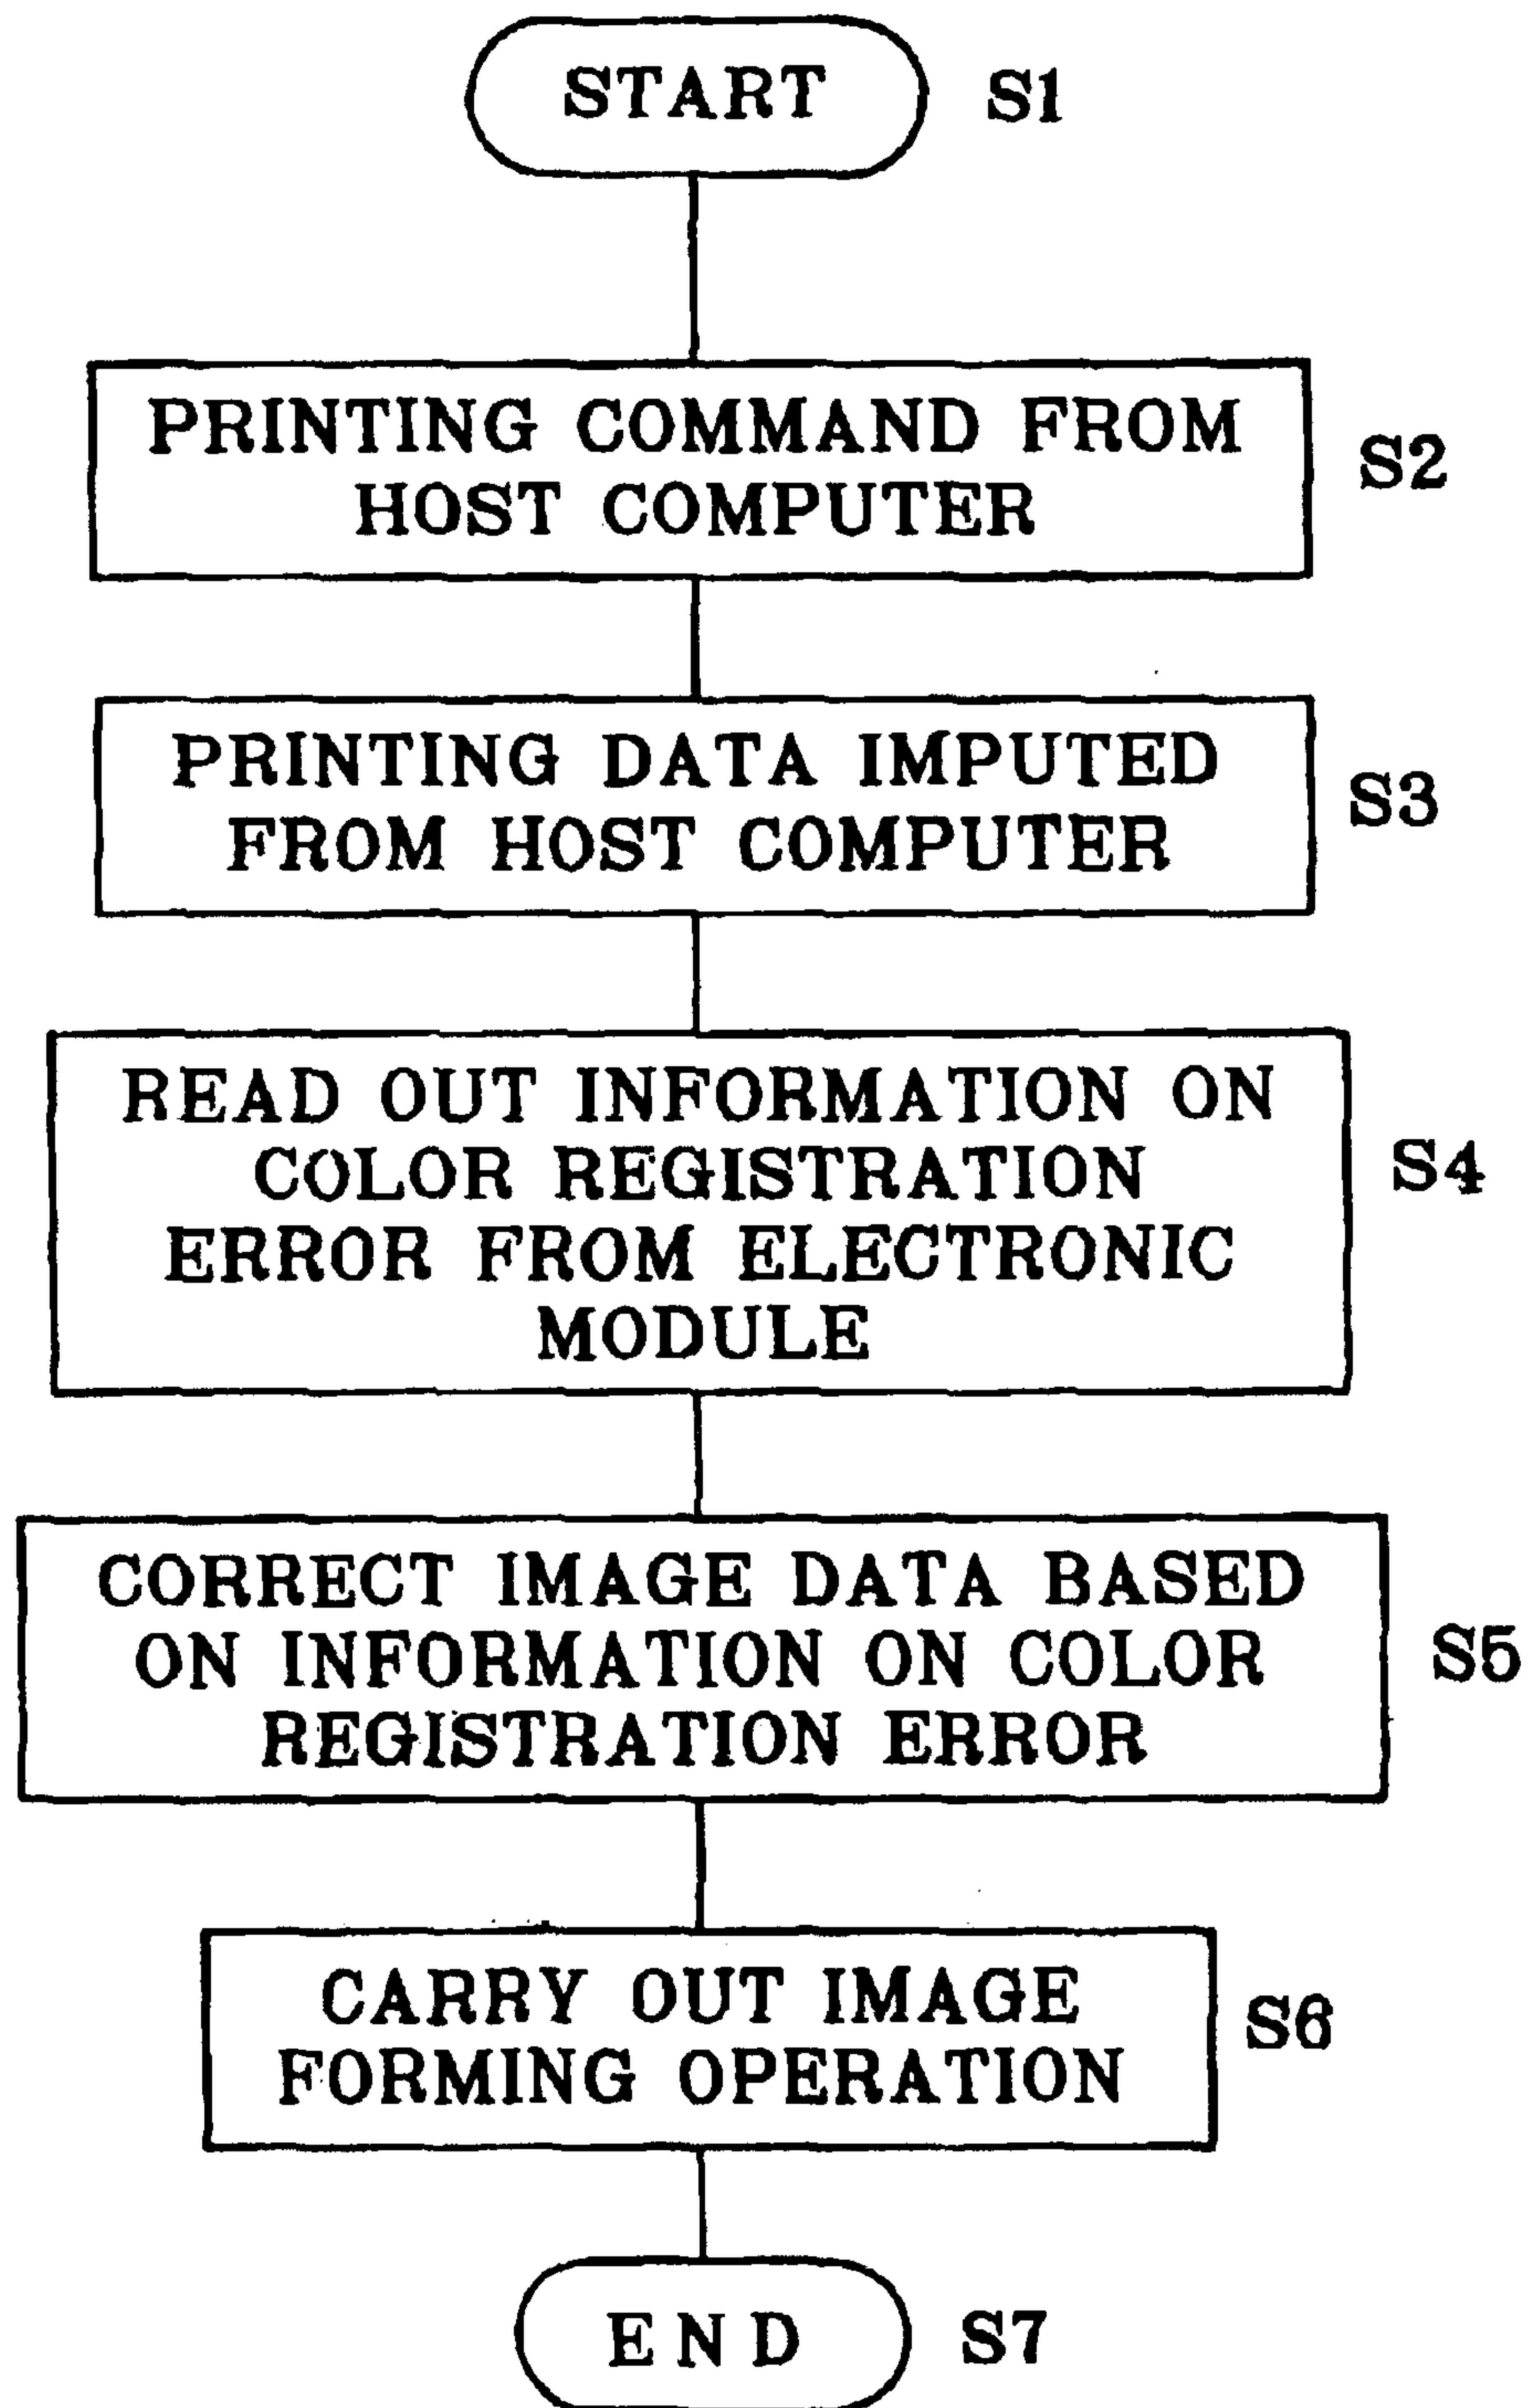 START S1
PRINTING COMMAND FROM
HOST COMPUTER
S2
PRINTING DATA IMPUTED
FROM HOST COMPUTER
S3
READ OUT INFORMATION ON
COLOR REGISTRATION
ERROR FROM ELECTRONIC
MODULE
S4
CORRECT IMAGE DATA BASED
ON INFORMATION ON COLOR
REGISTRATION ERROR
S5
CARRY OUT IMAGE
FORMING OPERATION
S6
END S7